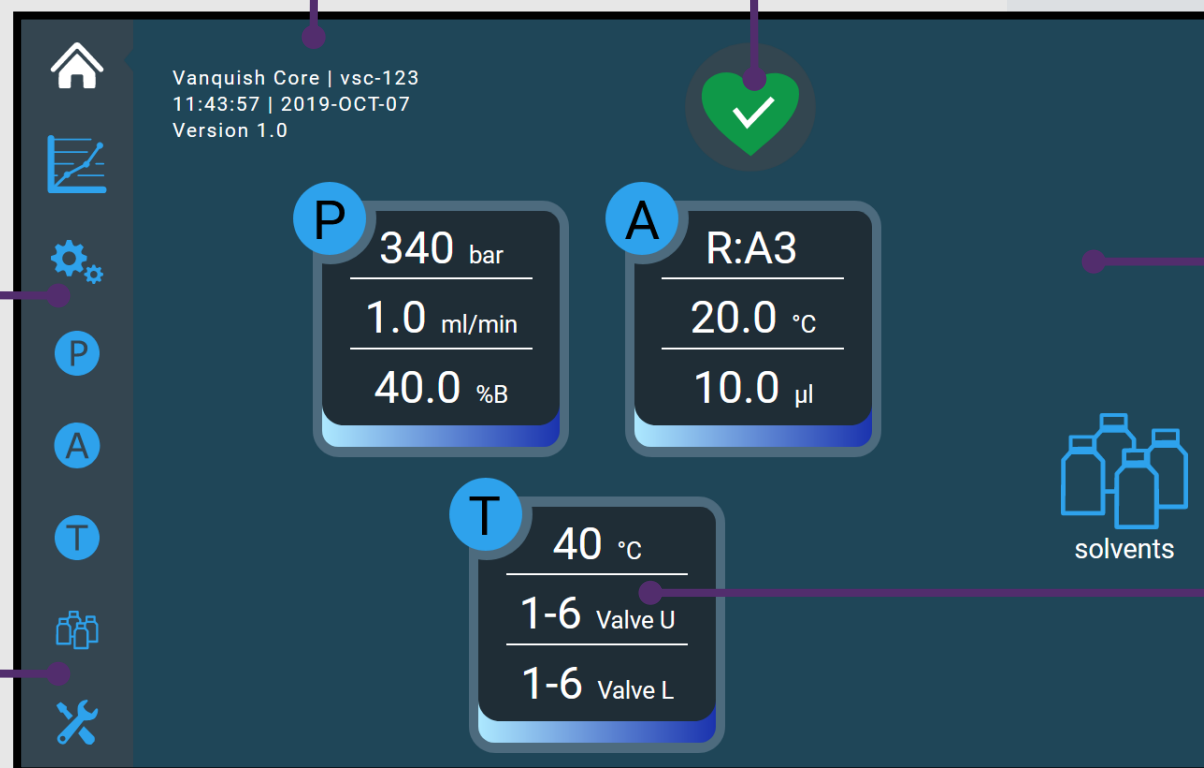 Vanquish Core | vsc-123
11:43:57 | 2019-OCT-07
Version 1.0
P
340 bar
1.0 ml/min
40.0 %B
A
R:A3
20.0 °C
10.0 µl
P
A
T
T
40 °C
1-6 Valve U
1-6 Valve L
solvents